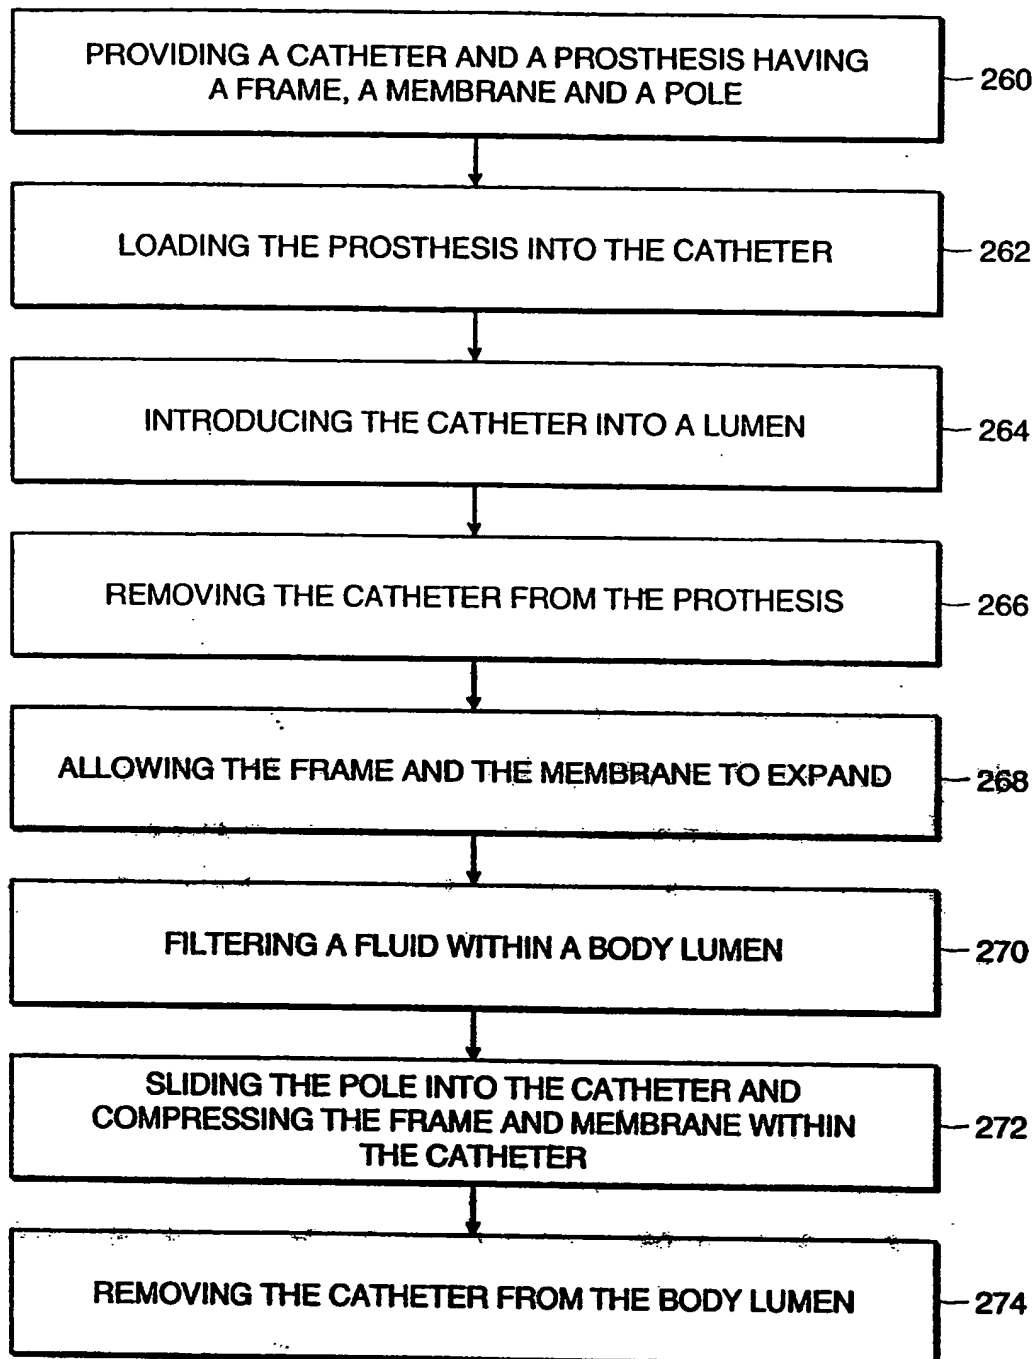 PROVIDING A CATHETER AND A PROSTHESIS HAVING
A FRAME, A MEMBRANE AND A POLE
260
LOADING THE PROSTHESIS INTO THE CATHETER
262
INTRODUCING THE CATHETER INTO A LUMEN
264
REMOVING THE CATHETER FROM THE PROTHESIS
266
ALLOWING THE FRAME AND THE MEMBRANE TO EXPAND
268
FILTERING A FLUID WITHIN A BODY LUMEN
270
SLIDING THE POLE INTO THE CATHETER AND
COMPRESSING THE FRAME AND MEMBRANE WITHIN
THE CATHETER
272
REMOVING THE CATHETER FROM THE BODY LUMEN
274